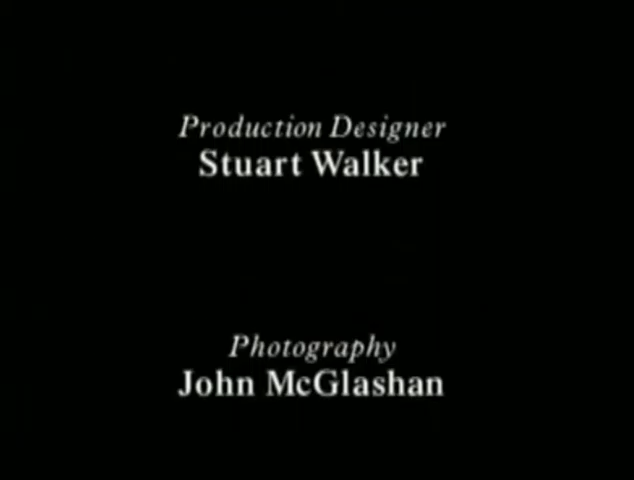 Production Designer
Stuart Walker
Photography
John McGlashan